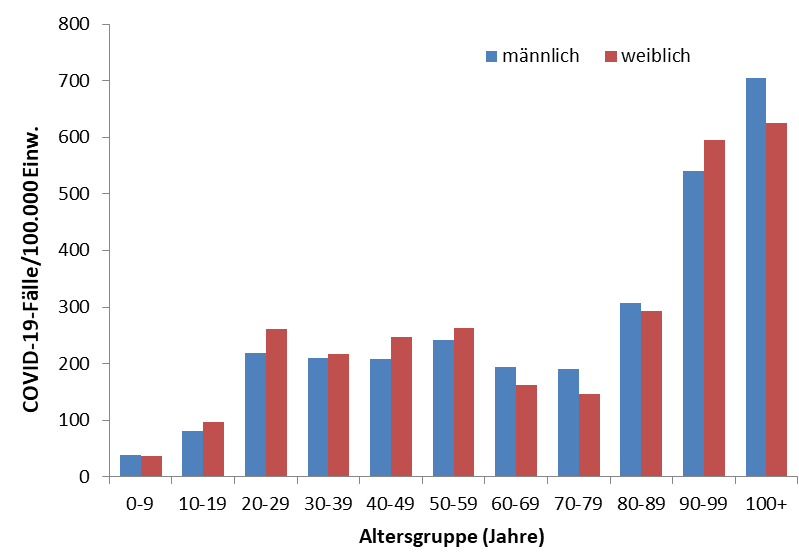 800
700
600
500
400
300
200
100
0
COVID-19-Fälle/100.000 Einw.
männlich weiblich
0-9 10-19 20-29 30-39 40-49 50-59 60-69 70-79 80-89 90-99 100+
Altersgruppe (Jahre)